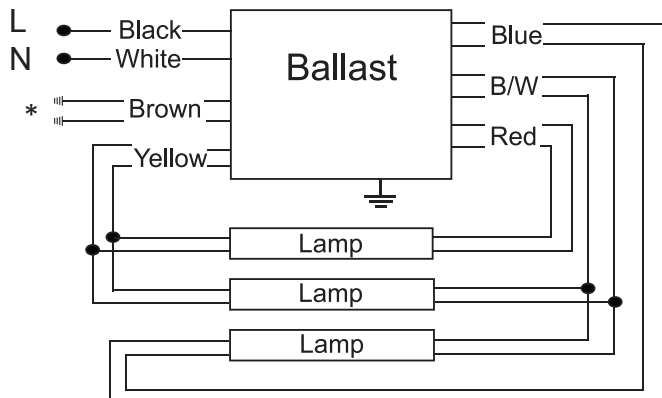 L Black
N White
* Brown
Yellow
Ballast
Blue
B/W
Red
Lamp
Lamp
Lamp